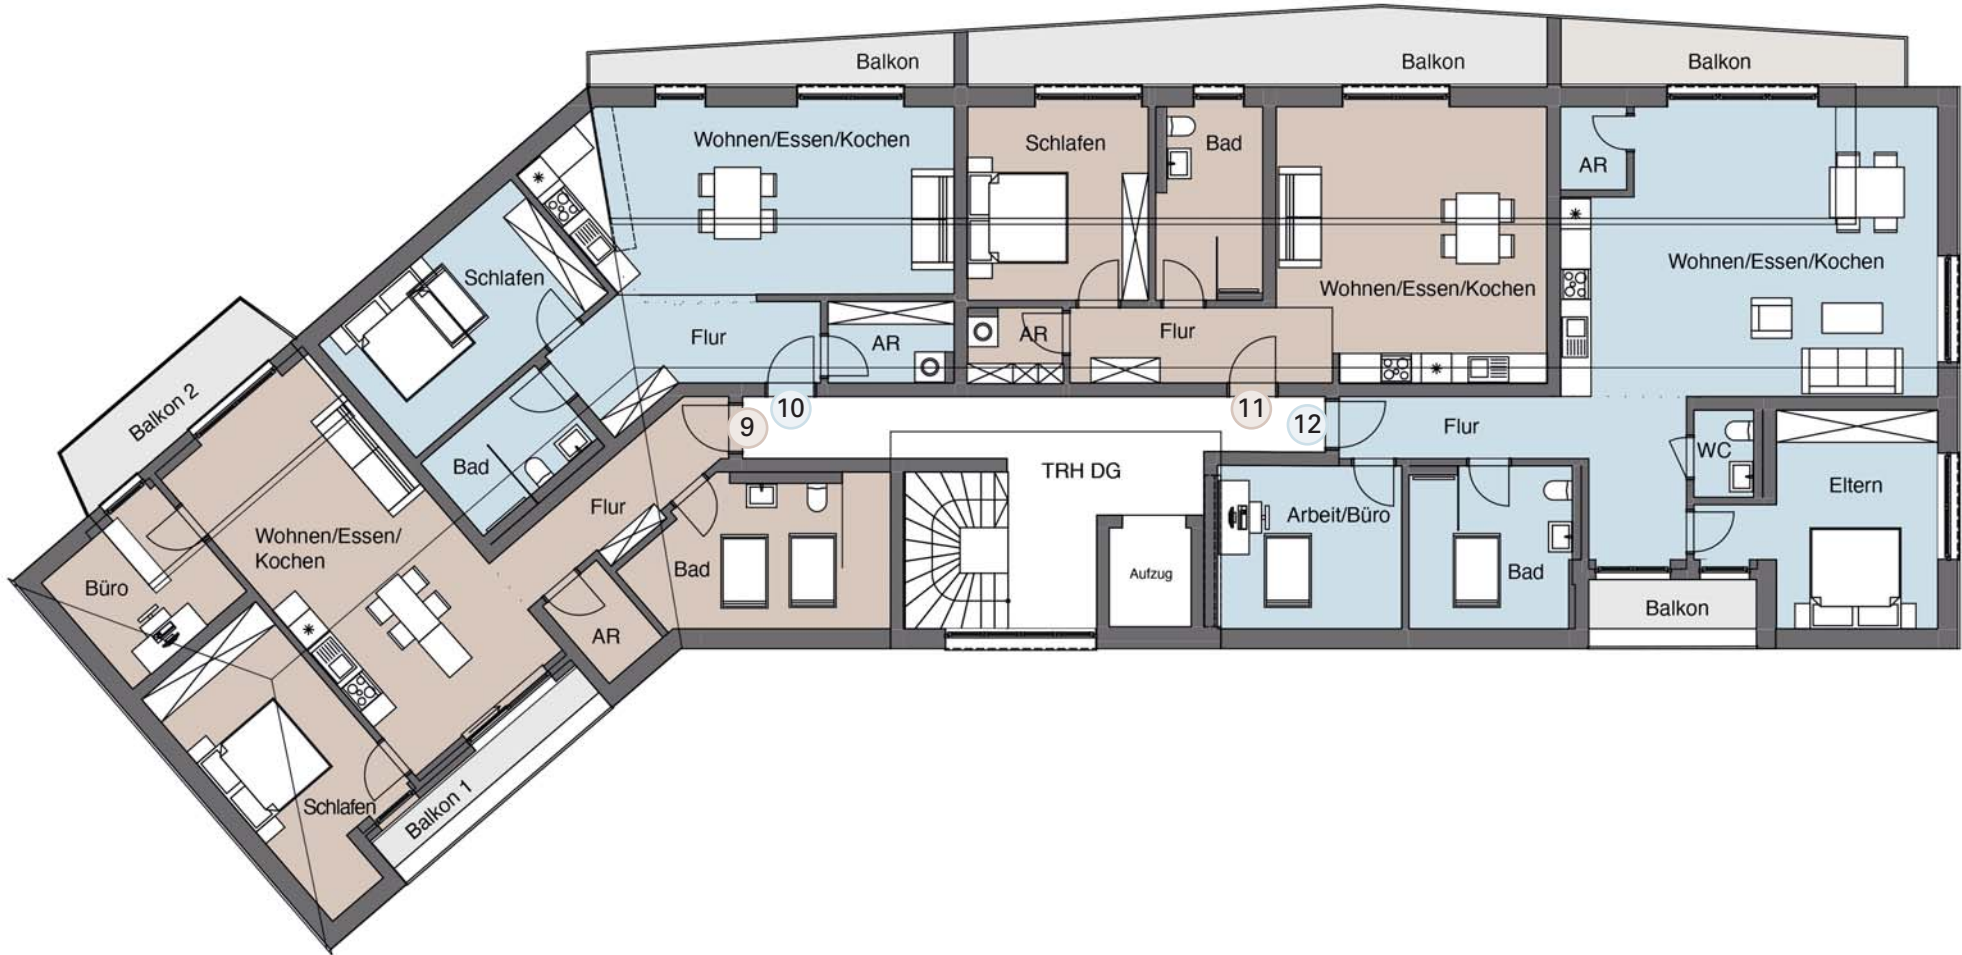 Balkon
Balkon
Balkon
Wohnen/Essen/Kochen
Schlafen
Bad
AR
Wohnen/Essen/Kochen
Schlafen
Wohnen/Essen/Kochen
Flur
AR
AR
Flur
Balkon 2
9
10
11
12
Flur
WC
Bad
TRH DG
Eltern
Flur
Arbeit/Büro
Wohnen/Essen/
Kochen
Bad
Aufzug
Bad
Büro
Balkon
AR
Schlafen
Balkon 1